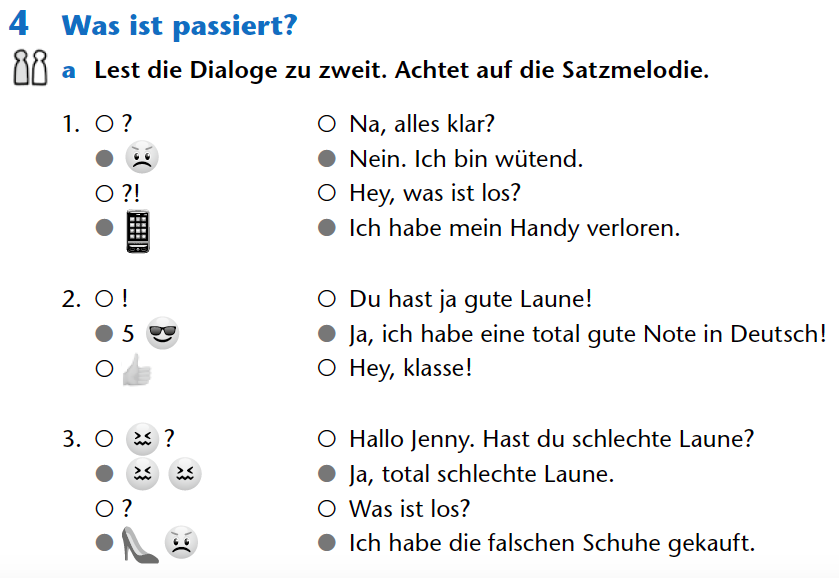 4 Was ist passiert?
a Lest die Dialoge zu zweit. Achtet auf die Satzmelodie.
1. ○ ? ○ Na, alles klar?
● ● Nein. Ich bin wütend.
○ ?! ○ Hey, was ist los?
● ● Ich habe mein Handy verloren.
2. ○ ! ○ Du hast ja gute Laune!
● 5 ● Ja, ich habe eine total gute Note in Deutsch!
○ ○ Hey, klasse!
3. ○ ? ○ Hallo Jenny. Hast du schlechte Laune?
● ● Ja, total schlechte Laune.
○ ? ○ Was ist los?
● ● Ich habe die falschen Schuhe gekauft.